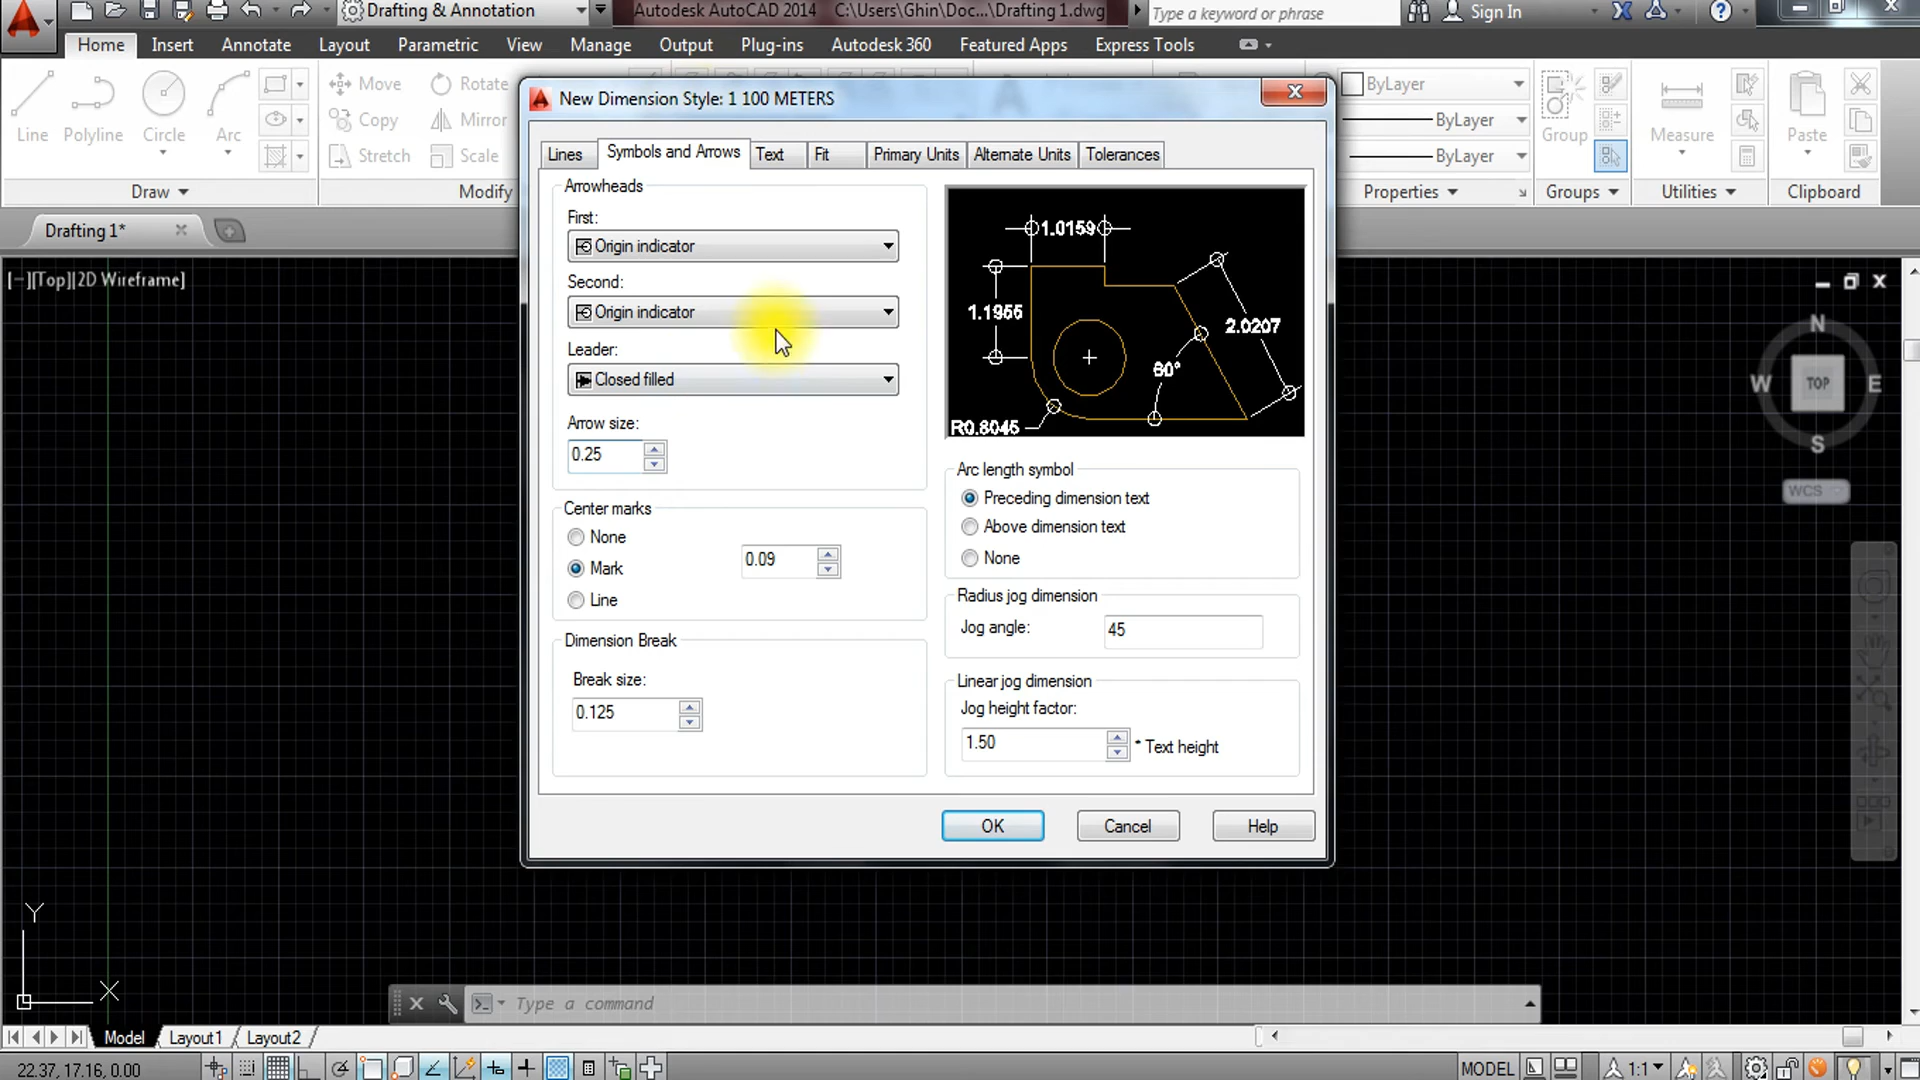 Drafting & Annotation
Autodesk AutoCAD 2014 C:\Users\Ghin\Doc...\Drafting 1.dwg
Type a keyword or phrase
Sign In
Home Insert Annotate Layout Parametric View Manage Output Plug-ins Autodesk 360 Featured Apps Express Tools
Line Polyline Circle Arc
Move Rotate
Copy Mirror
Stretch Scale
Draw Modify
ByLayer
ByLayer
ByLayer
Properties
Group
Groups
Measure
Utilities
Paste
Clipboard
Drafting 1*
[−][Top][2D Wireframe]
New Dimension Style: 1 100 METERS
Lines Symbols and Arrows Text Fit Primary Units Alternate Units Tolerances
Arrowheads
First:
Origin indicator
Second:
Origin indicator
Leader:
Closed filled
Arrow size:
0.25
Center marks
None
Mark
0.09
Line
Dimension Break
Break size:
0.125
1.0159
1.1955
2.0207
60°
R0.8045
Arc length symbol
Preceding dimension text
Above dimension text
None
Radius jog dimension
Jog angle:
45
Linear jog dimension
Jog height factor:
1.50
* Text height
OK Cancel Help
N
W TOP E
S
WCS
Y
X
Type a command
Model Layout1 Layout2
22.37, 17.16, 0.00
MODEL
1:1